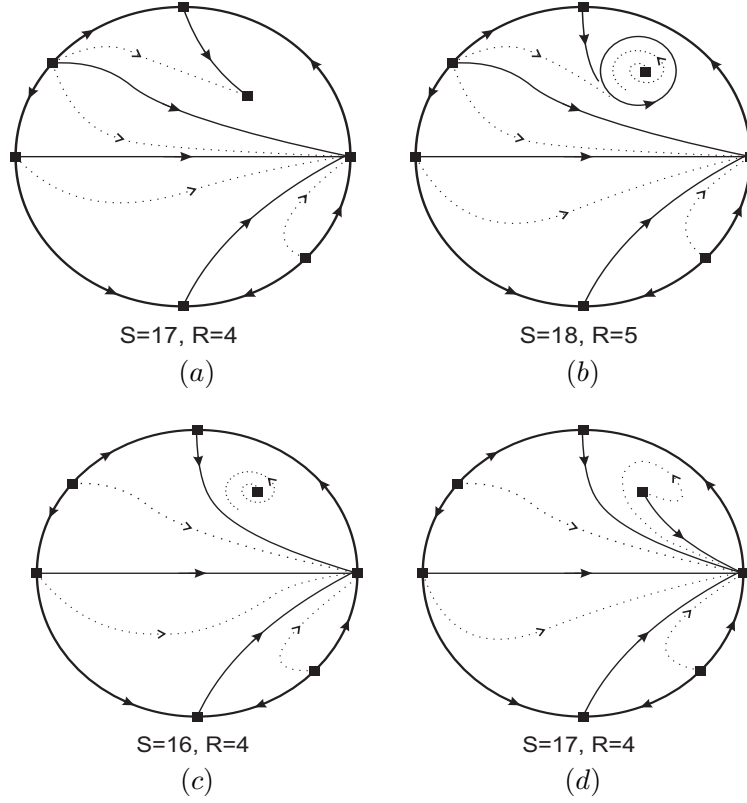 S=17, R=4
(a)
S=18, R=5
(b)
S=16, R=4
(c)
S=17, R=4
(d)